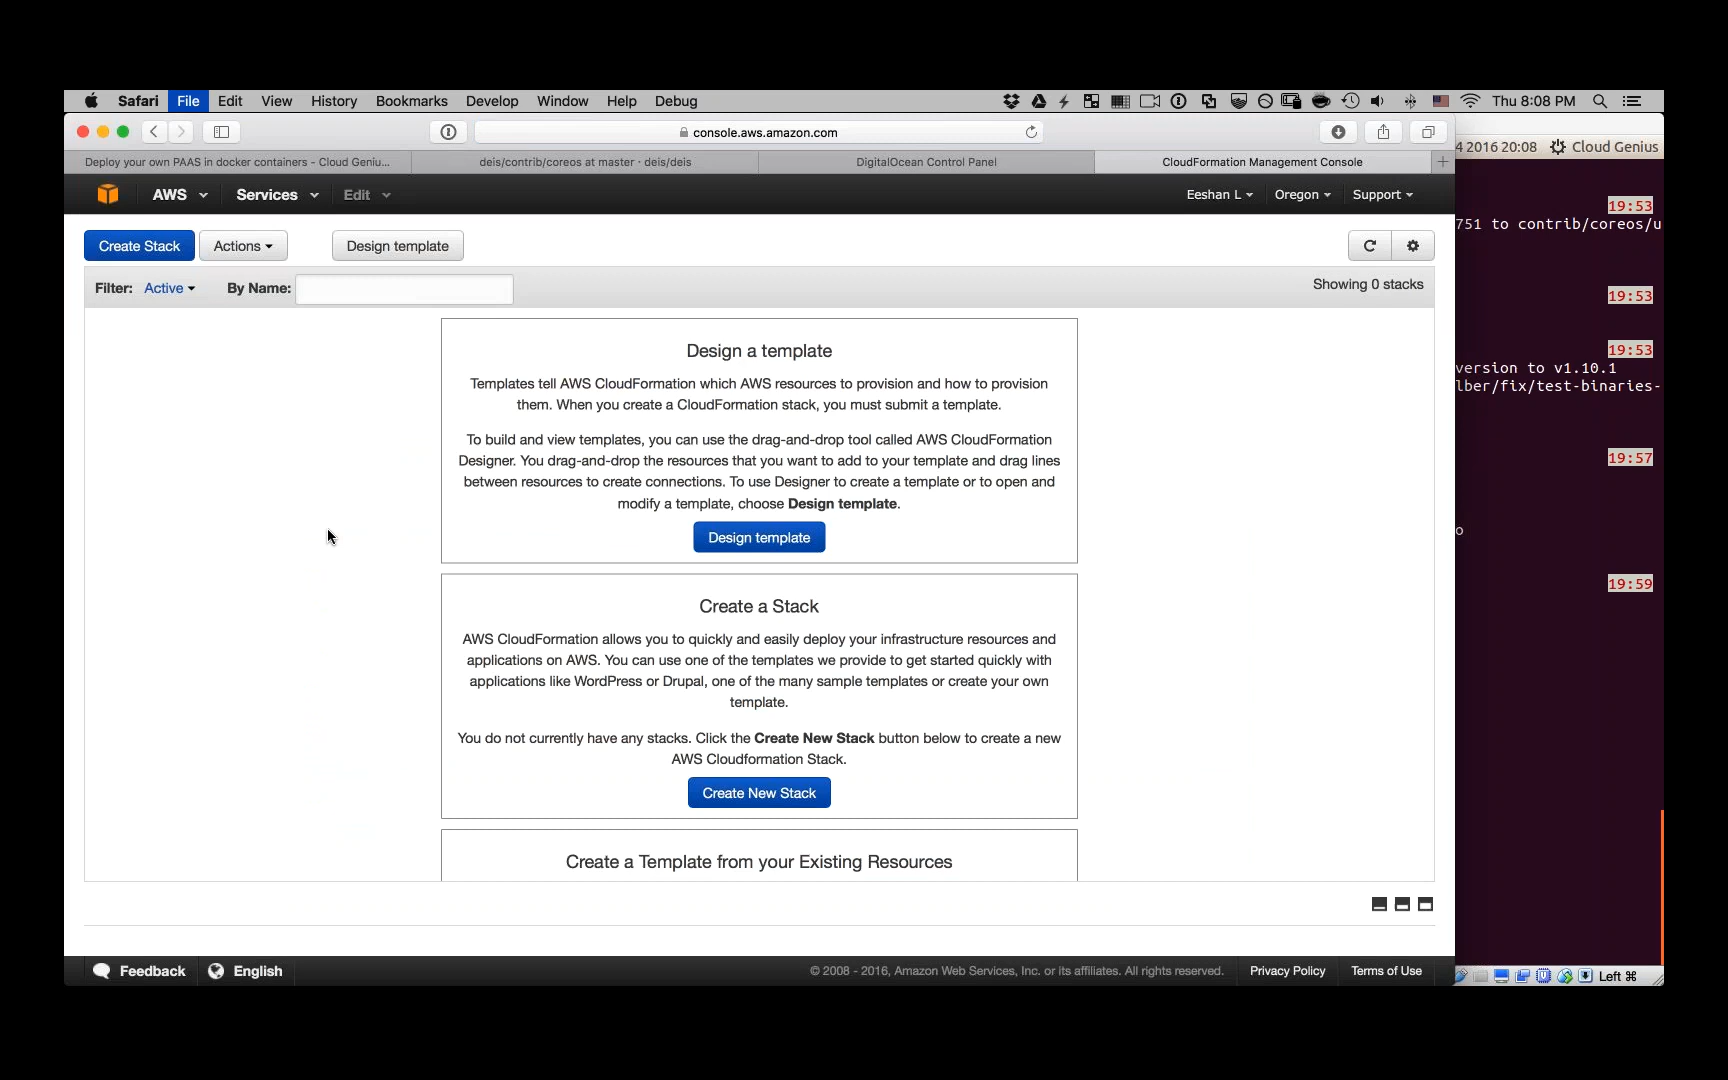 Safari File Edit View History Bookmarks Develop Window Help Debug Thu 8:08 PM
console.aws.amazon.com
4 2016 20:08 Cloud Genius
Deploy your own PAAS in docker containers - Cloud Geniu... deis/contrib/coreos at master · deis/deis DigitalOcean Control Panel CloudFormation Management Console
AWS Services Edit Eeshan L Oregon Support
19:53
751 to contrib/coreos/u
Create Stack Actions Design template
Filter: Active By Name: Showing 0 stacks
19:53
Design a template
19:53
version to v1.10.1
Templates tell AWS CloudFormation which AWS resources to provision and how to provision
lber/fix/test-binaries-
them. When you create a CloudFormation stack, you must submit a template.
To build and view templates, you can use the drag-and-drop tool called AWS CloudFormation
19:57
Designer. You drag-and-drop the resources that you want to add to your template and drag lines
between resources to create connections. To use Designer to create a template or to open and
modify a template, choose Design template.
o
Design template
19:59
Create a Stack
AWS CloudFormation allows you to quickly and easily deploy your infrastructure resources and
applications on AWS. You can use one of the templates we provide to get started quickly with
applications like WordPress or Drupal, one of the many sample templates or create your own
template.
You do not currently have any stacks. Click the Create New Stack button below to create a new
AWS Cloudformation Stack.
Create New Stack
Create a Template from your Existing Resources
Feedback English © 2008 - 2016, Amazon Web Services, Inc. or its affiliates. All rights reserved. Privacy Policy Terms of Use
Left ⌘